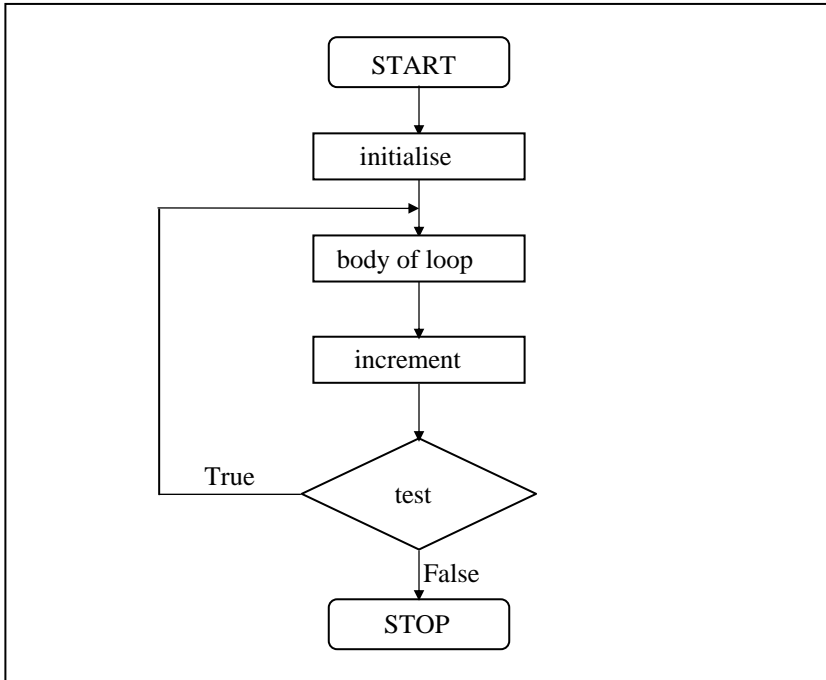 START
initialise
body of loop
increment
True
test
False
STOP